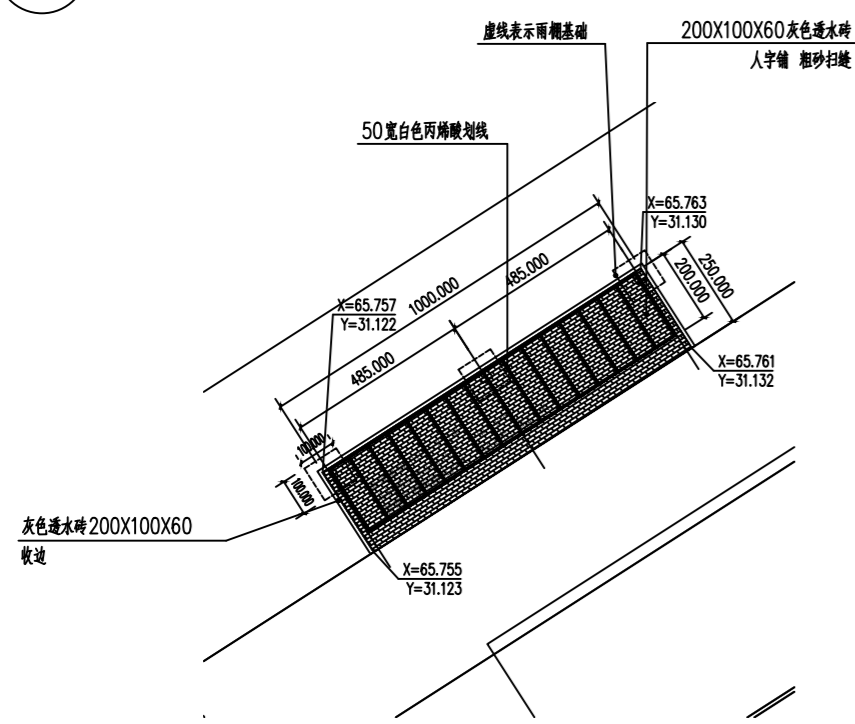 虚线表示雨棚基础
200X100X60灰色透水砖
人字铺 粗砂扫缝
50宽白色丙烯酸划线
X=65.763
Y=31.130
1000.000
485.000
200.000
250.000
X=65.757
Y=31.122
485.000
X=65.761
Y=31.132
100.000
100.000
灰色透水砖200X100X60
收边
X=65.755
Y=31.123